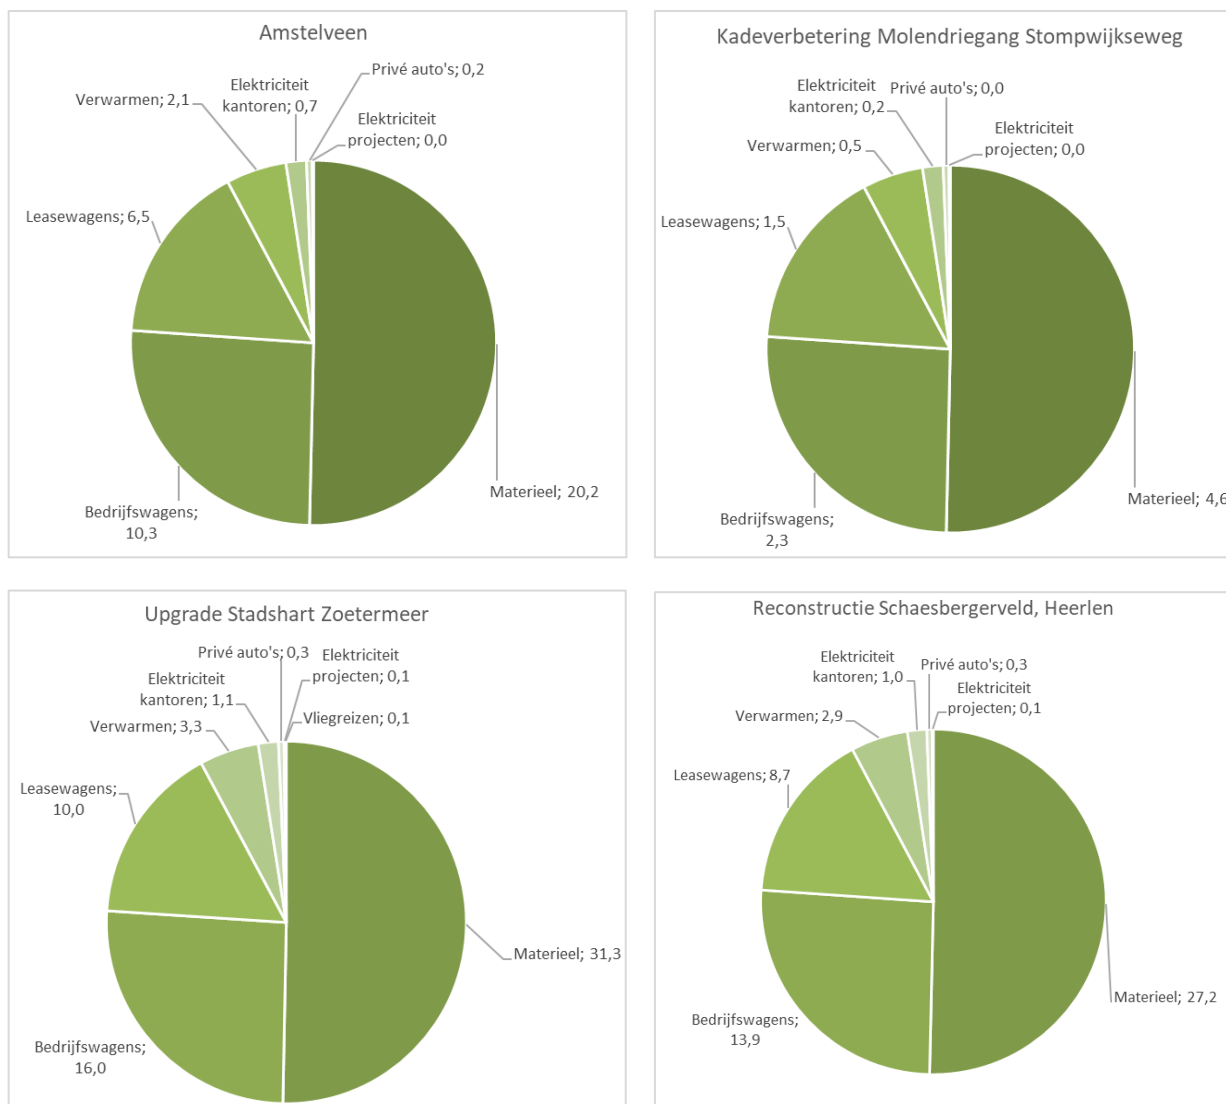 Amstelveen
Privé auto's; 0,2
Elektriciteit
kantoren; 0,7
Verwarmen; 2,1
Elektriciteit
projecten; 0,0
Leasewagens; 6,5
Materieel; 20,2
Bedrijfswagens;
10,3
Kadeverbetering Molendriegang Stompwijkseweg
Elektriciteit
kantoren; 0,2
Privé auto's; 0,0
Elektriciteit
projecten; 0,0
Verwarmen; 0,5
Leasewagens; 1,5
Materieel; 4,6
Bedrijfswagens;
2,3
Upgrade Stadshart Zoetermeer
Privé auto's; 0,3
Elektriciteit
projecten; 0,1
Elektriciteit
kantoren; 1,1
Vliegreizen; 0,1
Verwarmen; 3,3
Leasewagens;
10,0
Materieel; 31,3
Bedrijfswagens;
16,0
Reconstructie Schaesbergerveld, Heerlen
Elektriciteit
kantoren; 1,0
Privé auto's; 0,3
Elektriciteit
projecten; 0,1
Verwarmen; 2,9
Leasewagens; 8,7
Materieel; 27,2
Bedrijfswagens;
13,9